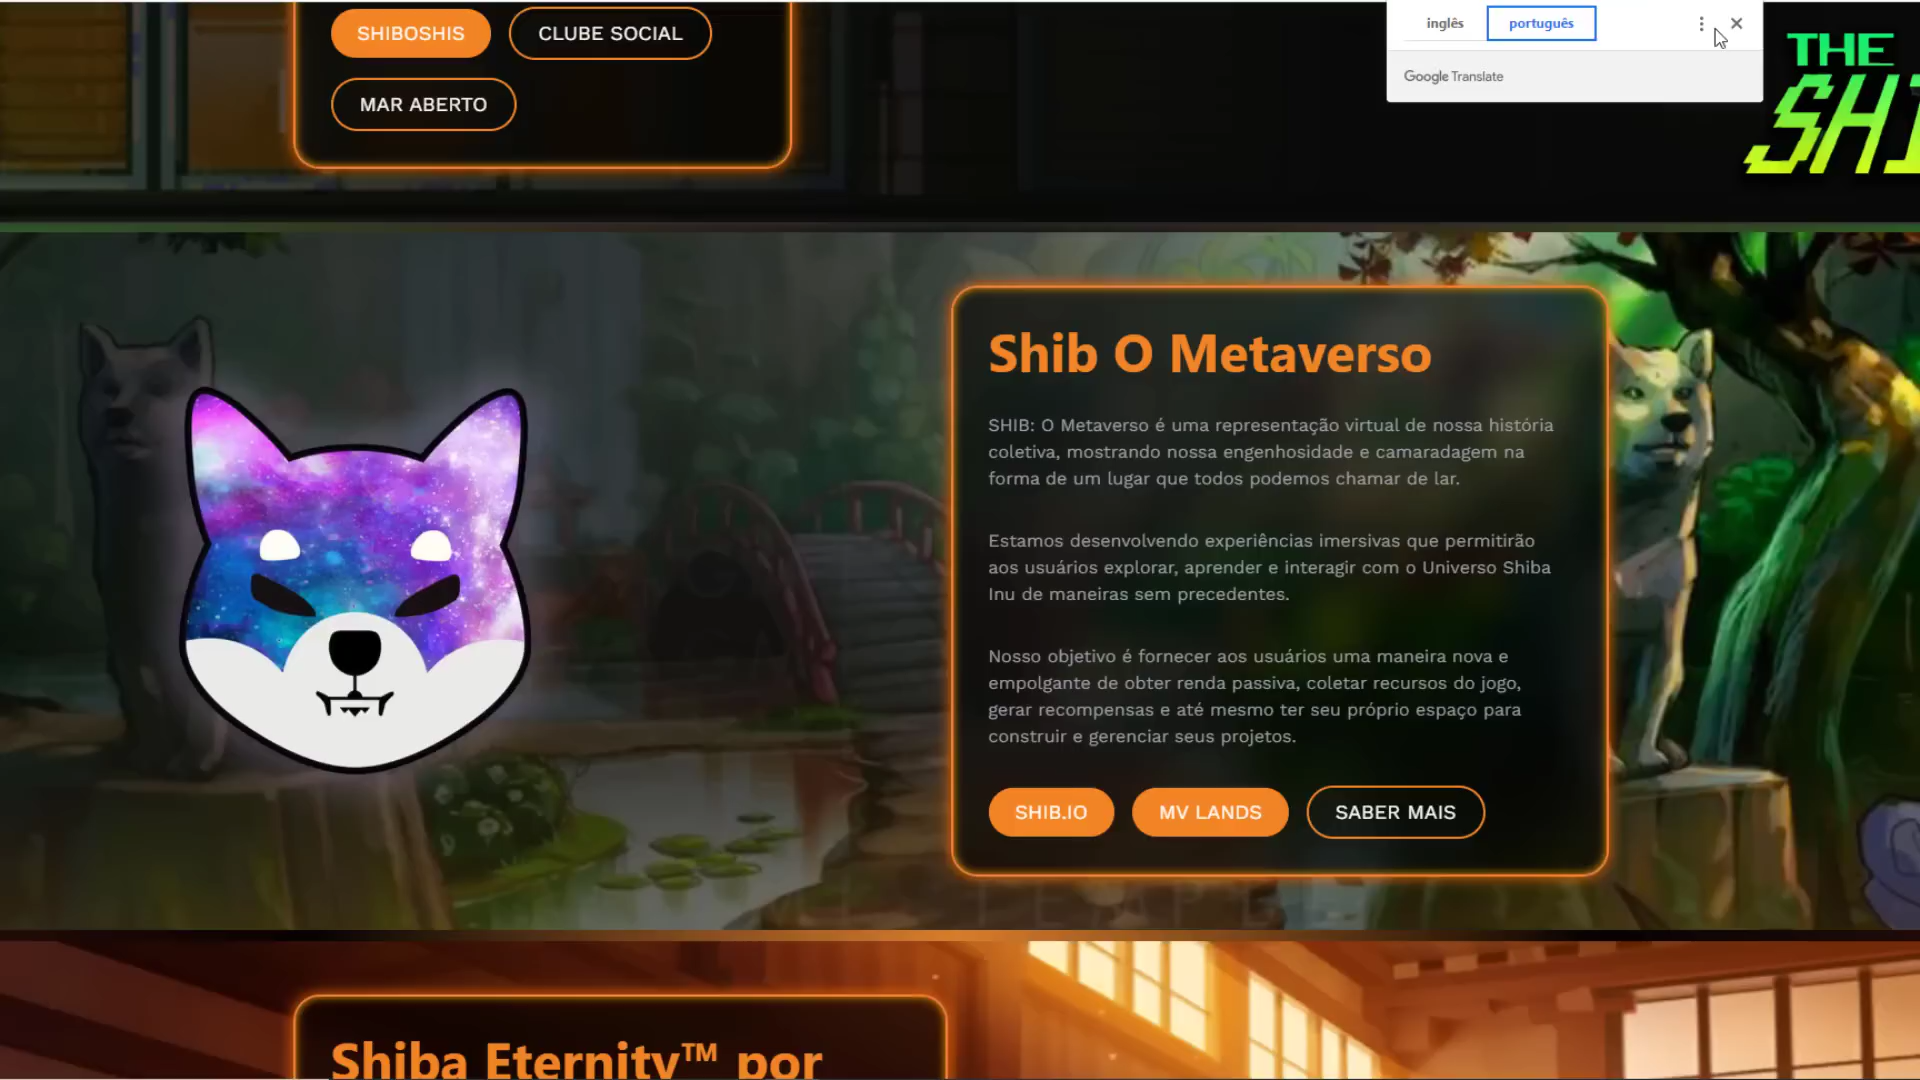 SHIBOSHIS
CLUBE SOCIAL
MAR ABERTO
inglês
português
Google Translate
THE
Shib O Metaverso
SHIB: O Metaverso é uma representação virtual de nossa história
coletiva, mostrando nossa engenhosidade e camaradagem na
forma de um lugar que todos podemos chamar de lar.
Estamos desenvolvendo experiências imersivas que permitirão
aos usuários explorar, aprender e interagir com o Universo Shiba
Inu de maneiras sem precedentes.
Nosso objetivo é fornecer aos usuários uma maneira nova e
empolgante de obter renda passiva, coletar recursos do jogo,
gerar recompensas e até mesmo ter seu próprio espaço para
construir e gerenciar seus projetos.
SHIB.IO
MV LANDS
SABER MAIS
Shiba Eternity™ por